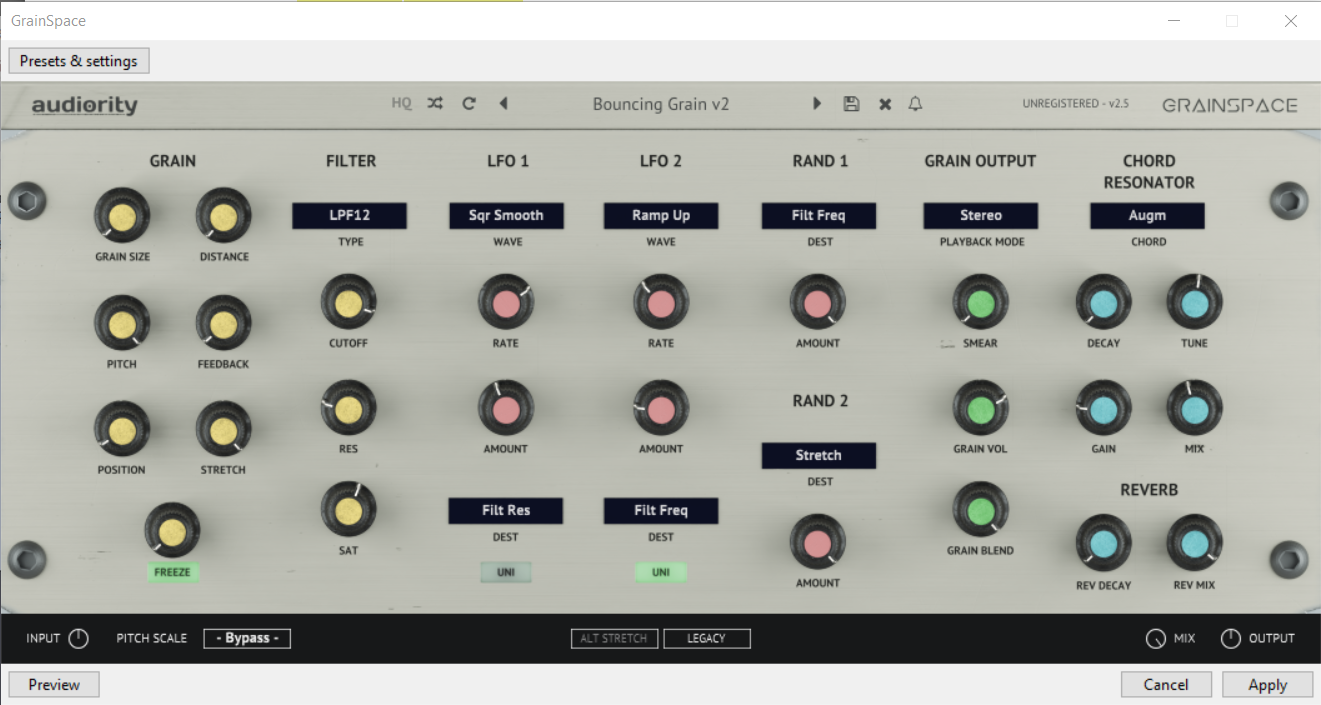 GrainSpace
Presets & settings
audiority HQ Bouncing Grain v2 UNREGISTERED - v2.5 GRAINSPACE
GRAIN FILTER LFO 1 LFO 2 RAND 1 GRAIN OUTPUT CHORD
RESONATOR
LPF12 Sqr Smooth Ramp Up Filt Freq Stereo Augm
TYPE WAVE WAVE DEST PLAYBACK MODE CHORD
GRAIN SIZE DISTANCE
CUTOFF RATE RATE AMOUNT SMEAR DECAY TUNE
PITCH FEEDBACK
RAND 2
RES AMOUNT AMOUNT GRAIN VOL GAIN MIX
Stretch
POSITION STRETCH
DEST
REVERB
Filt Res Filt Freq
DEST DEST
SAT GRAIN BLEND
FREEZE UNI UNI
AMOUNT REV DECAY REV MIX
INPUT PITCH SCALE - Bypass - ALT STRETCH LEGACY MIX OUTPUT
Preview Cancel Apply